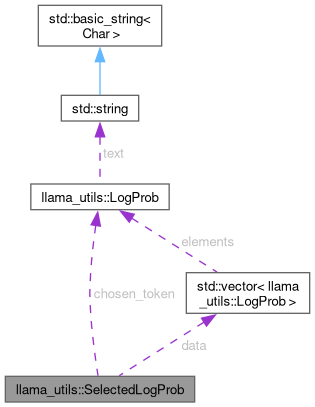 std::basic_string<
Char >
std::string
text
llama_utils::LogProb
elements
std::vector< llama
_utils::LogProb >
chosen_token
data
llama_utils::SelectedLogProb